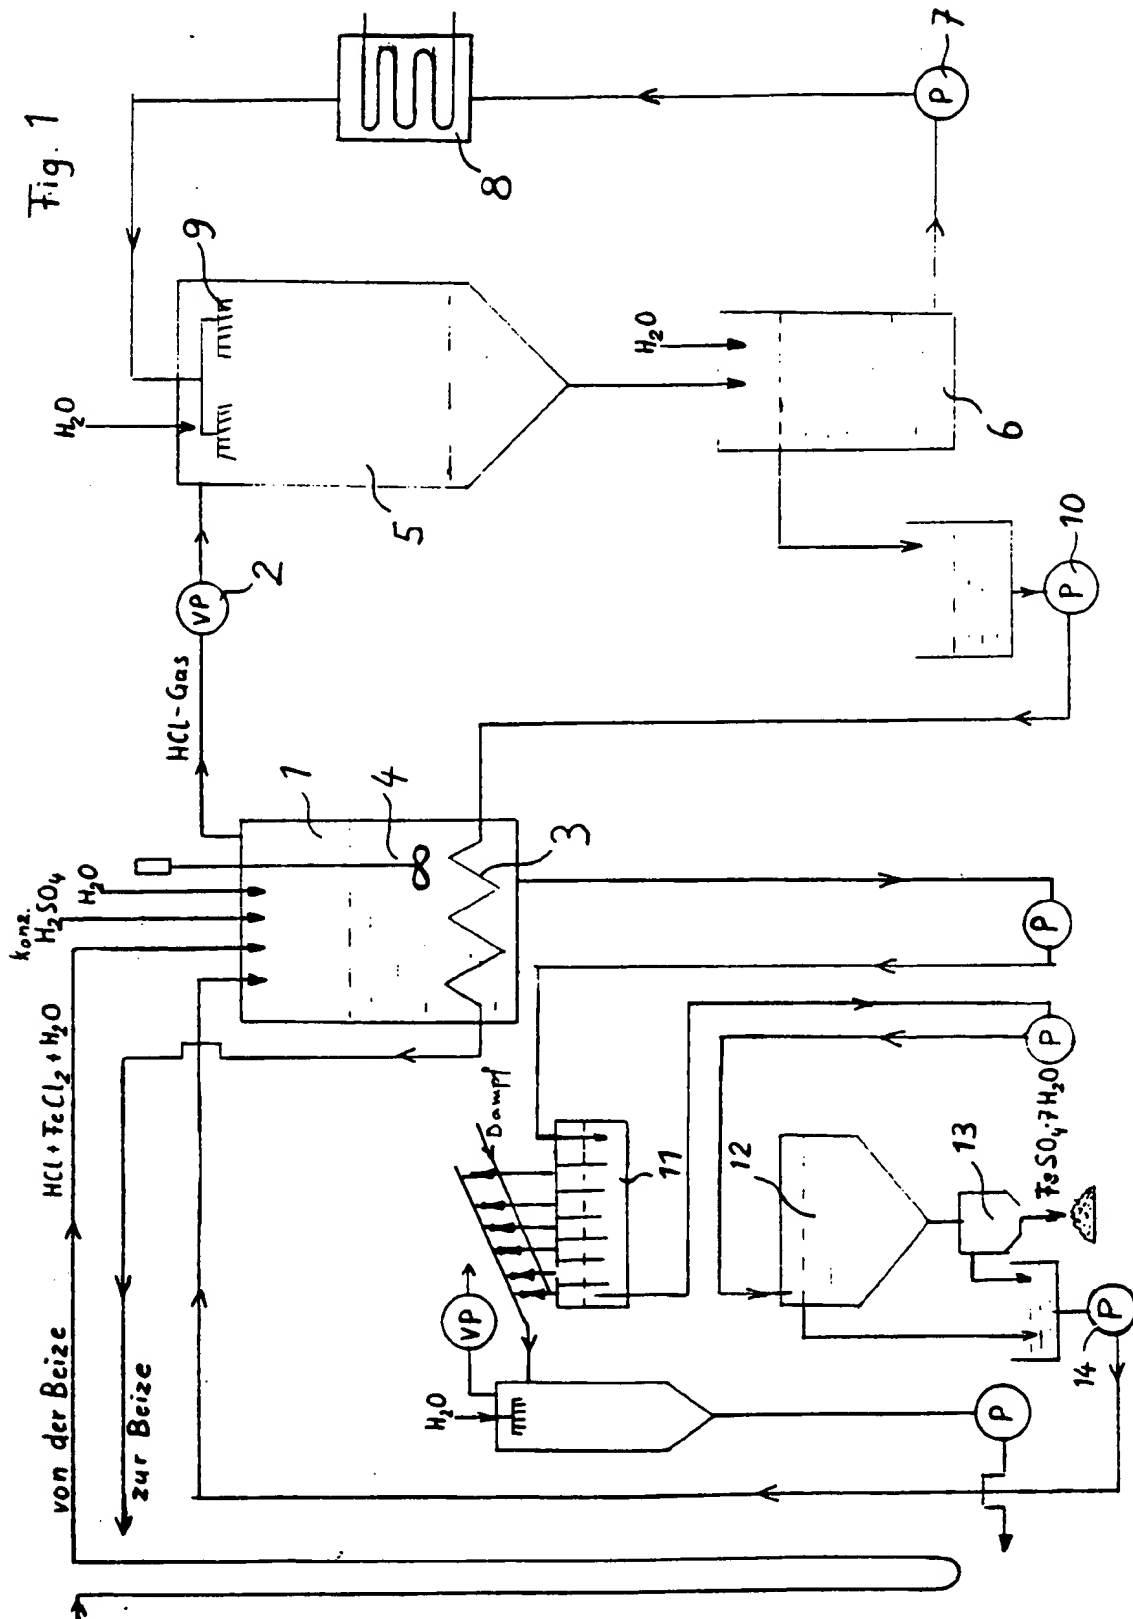 Fig. 1
von der Beize HCl + FeCl2 + H2O
zur Beize
konz.
H2SO4
H2O
HCl-Gas
VP
2
H2O
9
8
7
P
1
4
3
5
H2O
6
10
P
Dampf
VP
H2O
11
P
P
12
13
FeSO4·7H2O
14
P
P